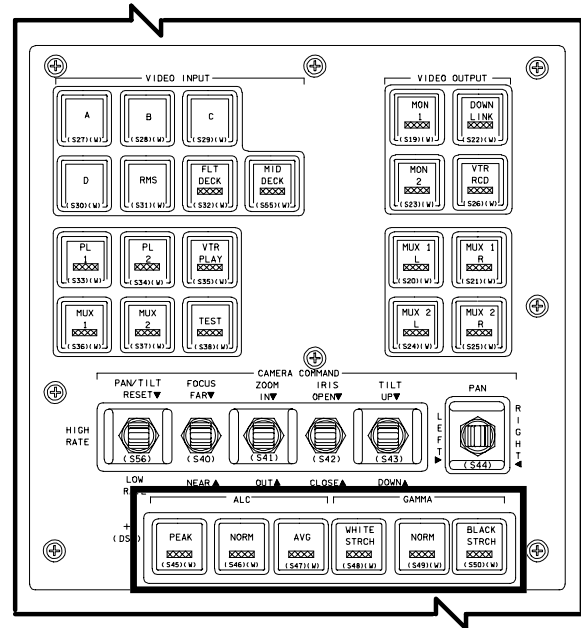 VIDEO INPUT
VIDEO OUTPUT
A
(S27)(W)
B
(S28)(W)
C
(S29)(W)
MON
1
(S19)(W)
DOWN
LINK
(S22)(W)
D
(S30)(W)
RMS
(S31)(W)
FLT
DECK
(S32)(W)
MID
DECK
(S55)(W)
MON
2
(S23)(W)
VTR
RCD
(S26)(W)
PL
1
(S33)(W)
PL
2
(S34)(W)
VTR
PLAY
(S35)(W)
MUX 1
L
(S20)(W)
MUX 1
R
(S21)(W)
MUX
1
(S36)(W)
MUX
2
(S37)(W)
TEST
(S38)(W)
MUX 2
L
(S24)(W)
MUX 2
R
(S25)(W)
CAMERA COMMAND
PAN/TILT
RESET▼
FOCUS
FAR▼
ZOOM
IN▼
IRIS
OPEN▼
TILT
UP▼
PAN
HIGH
RATE
(S56)
(S40)
(S41)
(S42)
(S43)
LEFT
(S44)
RIGHT
LOW
NEAR▲
OUT▲
CLOSE▲
DOWN▲
ALC
GAMMA
PEAK
(S45)(W)
NORM
(S46)(W)
AVG
(S47)(W)
WHITE
STRCH
(S48)(W)
NORM
(S49)(W)
BLACK
STRCH
(S50)(W)